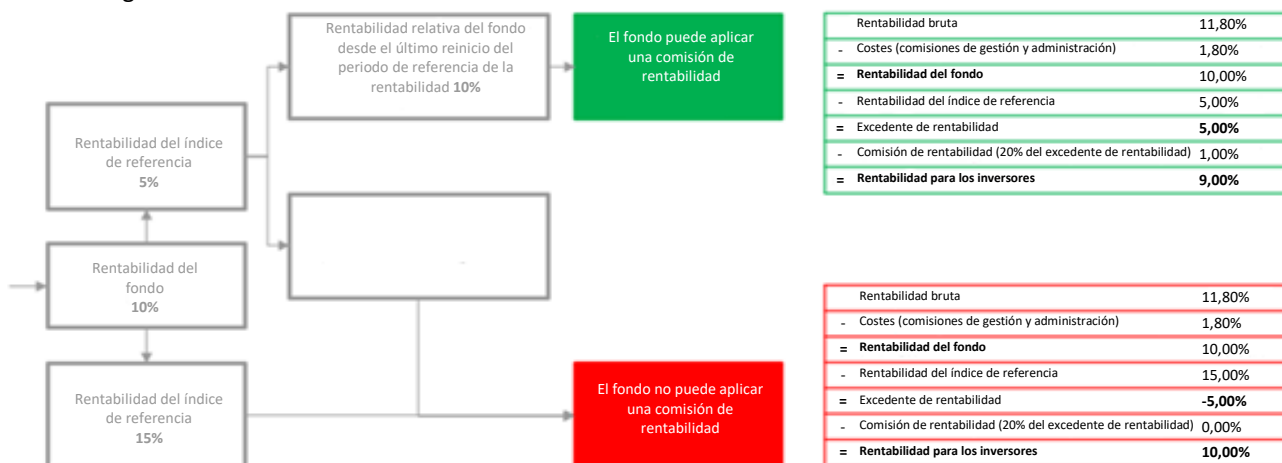 Rentabilidad relativa del fondo
desde el último reinicio del
periodo de referencia de la
rentabilidad 10%
El fondo puede aplicar
una comisión de
rentabilidad
Rentabilidad del índice
de referencia
5%
Rentabilidad del
fondo
10%
Rentabilidad del índice
de referencia
15%
El fondo no puede aplicar
una comisión de
rentabilidad
Rentabilidad bruta 11,80%
- Costes (comisiones de gestión y administración) 1,80%
= Rentabilidad del fondo 10,00%
- Rentabilidad del índice de referencia 5,00%
= Excedente de rentabilidad 5,00%
- Comisión de rentabilidad (20% del excedente de rentabilidad) 1,00%
= Rentabilidad para los inversores 9,00%
Rentabilidad bruta 11,80%
- Costes (comisiones de gestión y administración) 1,80%
= Rentabilidad del fondo 10,00%
- Rentabilidad del índice de referencia 15,00%
= Excedente de rentabilidad -5,00%
- Comisión de rentabilidad (20% del excedente de rentabilidad) 0,00%
= Rentabilidad para los inversores 10,00%